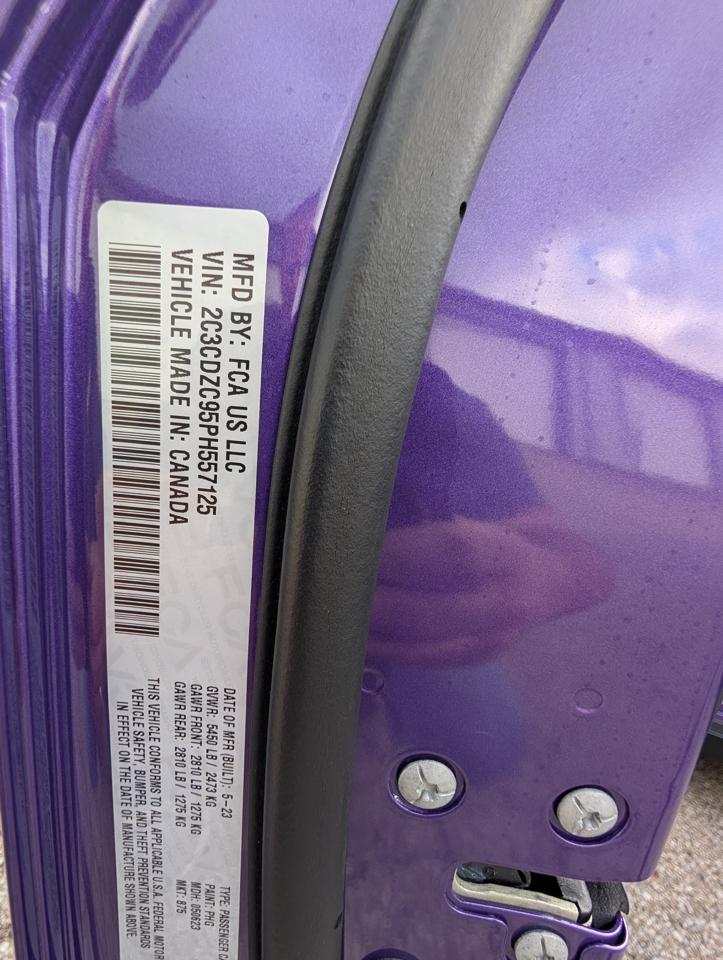 MFD BY: FCA US LLC
VIN: 2C3CDZC95PH557125
VEHICLE MADE IN: CANADA
DATE OF MFR (BUILT): 5-23
GVWR: 5450 LB / 2473 KG
GAWR FRONT: 2810 LB / 1275 KG
GAWR REAR: 2810 LB / 1275 KG
TYPE: PASSENGER CA
PAINT: PHG
MDH: 050623
MKT: 875
THIS VEHICLE CONFORMS TO ALL APPLICABLE U.S.A. FEDERAL MOTOR
VEHICLE SAFETY, BUMPER, AND THEFT PREVENTION STANDARDS
IN EFFECT ON THE DATE OF MANUFACTURE SHOWN ABOVE.